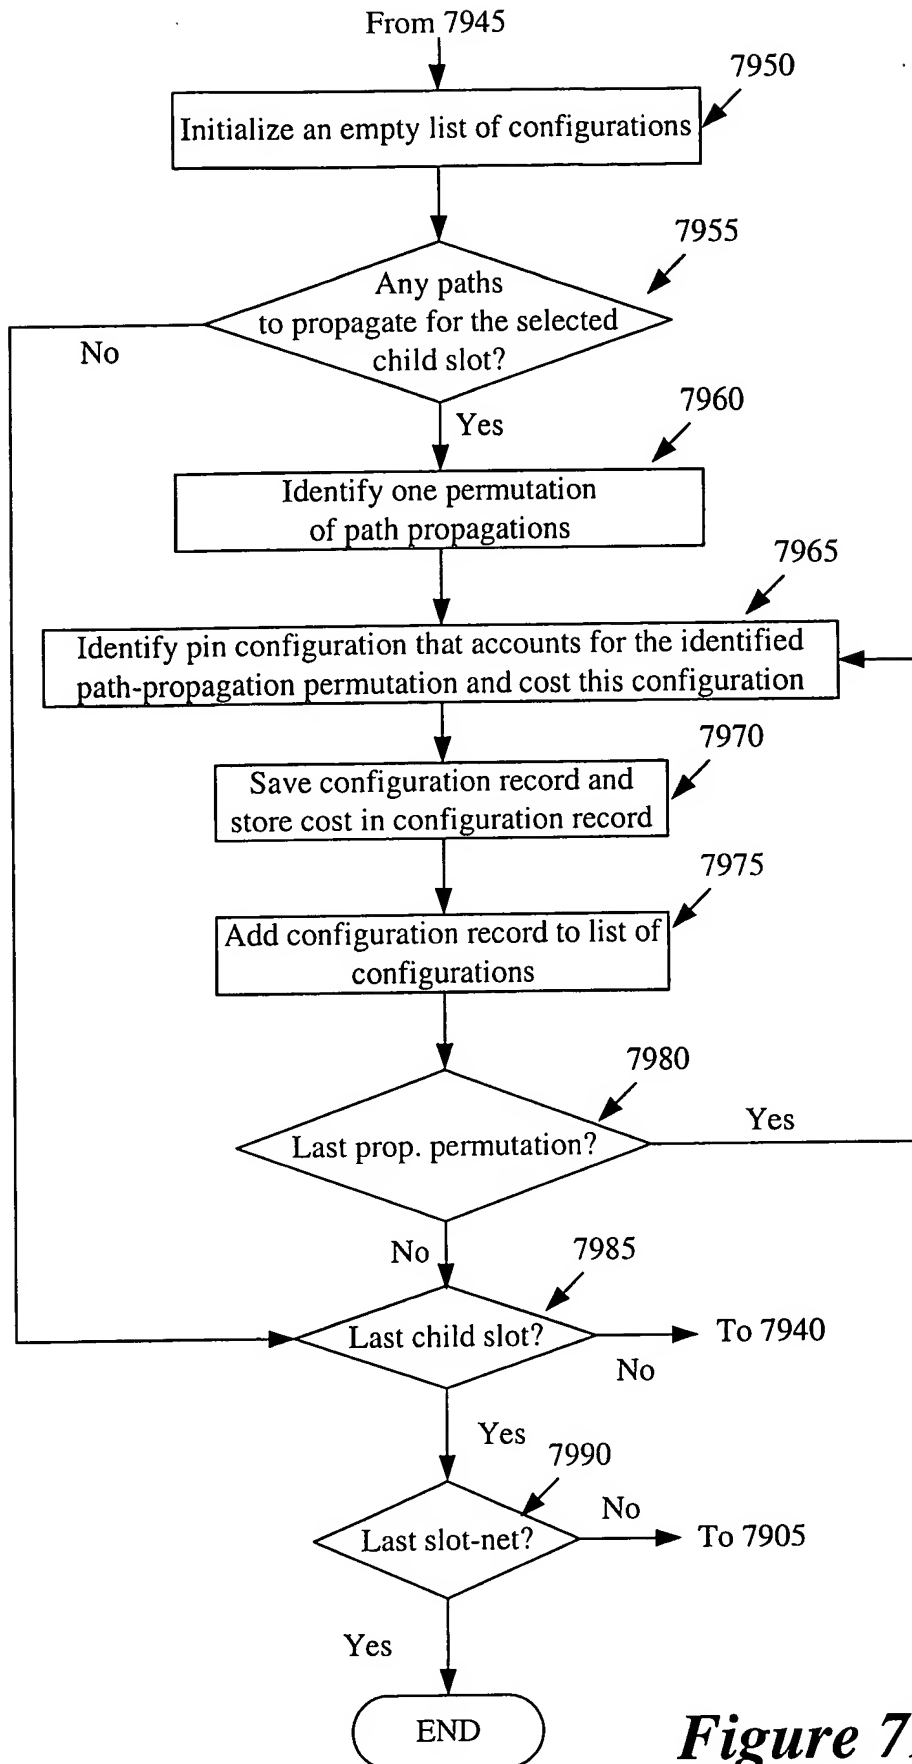 From 7945
7950
Initialize an empty list of configurations
7955
Any paths
to propagate for the selected
child slot?
No
Yes
7960
Identify one permutation
of path propagations
7965
Identify pin configuration that accounts for the identified
path-propagation permutation and cost this configuration
7970
Save configuration record and
store cost in configuration record
7975
Add configuration record to list of
configurations
7980
Last prop. permutation?
Yes
No
7985
Last child slot?
To 7940
No
Yes
7990
Last slot-net?
No
To 7905
Yes
END
Figure 7